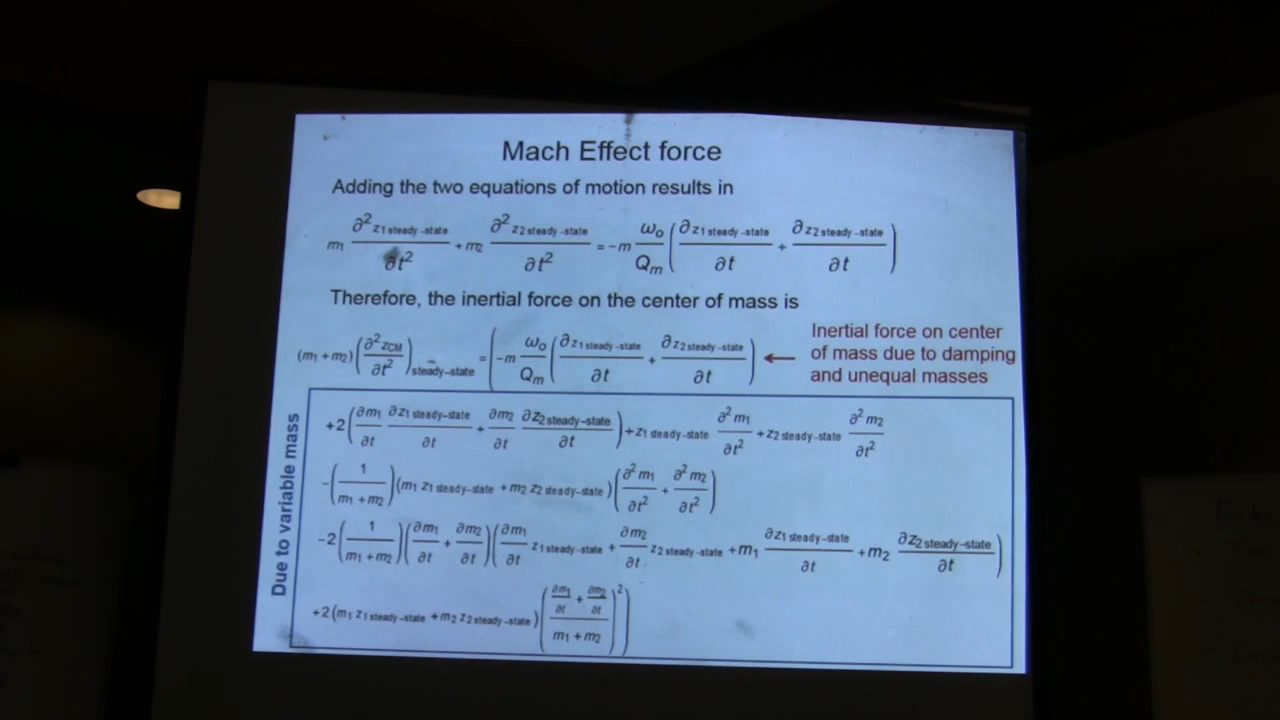 Mach Effect force
Adding the two equations of motion results in
m₁ ∂²z₁ steady-state/∂t² + m₂ ∂²z₂ steady-state/∂t² = -m ω₀/Qₘ (∂z₁ steady-state/∂t + ∂z₂ steady-state/∂t)
Therefore, the inertial force on the center of mass is
(m₁ + m₂) (∂²z_CM/∂t²)steady-state = (-m ω₀/Qₘ (∂z₁ steady-state/∂t + ∂z₂ steady-state/∂t) ←
Inertial force on center
of mass due to damping
and unequal masses
Due to variable mass
+2 (∂m₁/∂t ∂z₁ steady-state/∂t + ∂m₂/∂t ∂z₂ steady-state/∂t) + z₁ steady-state ∂²m₁/∂t² + z₂ steady-state ∂²m₂/∂t²
-(1/(m₁ + m₂)) (m₁ z₁ steady-state + m₂ z₂ steady-state) (∂²m₁/∂t² + ∂²m₂/∂t²)
-2 (1/(m₁ + m₂)) (∂m₁/∂t + ∂m₂/∂t) (∂m₁/∂t z₁ steady-state + ∂m₂/∂t z₂ steady-state + m₁ ∂z₁ steady-state/∂t + m₂ ∂z₂ steady-state/∂t)
+2 (m₁ z₁ steady-state + m₂ z₂ steady-state) ((∂m₁/∂t + ∂m₂/∂t)/(m₁ + m₂))²)